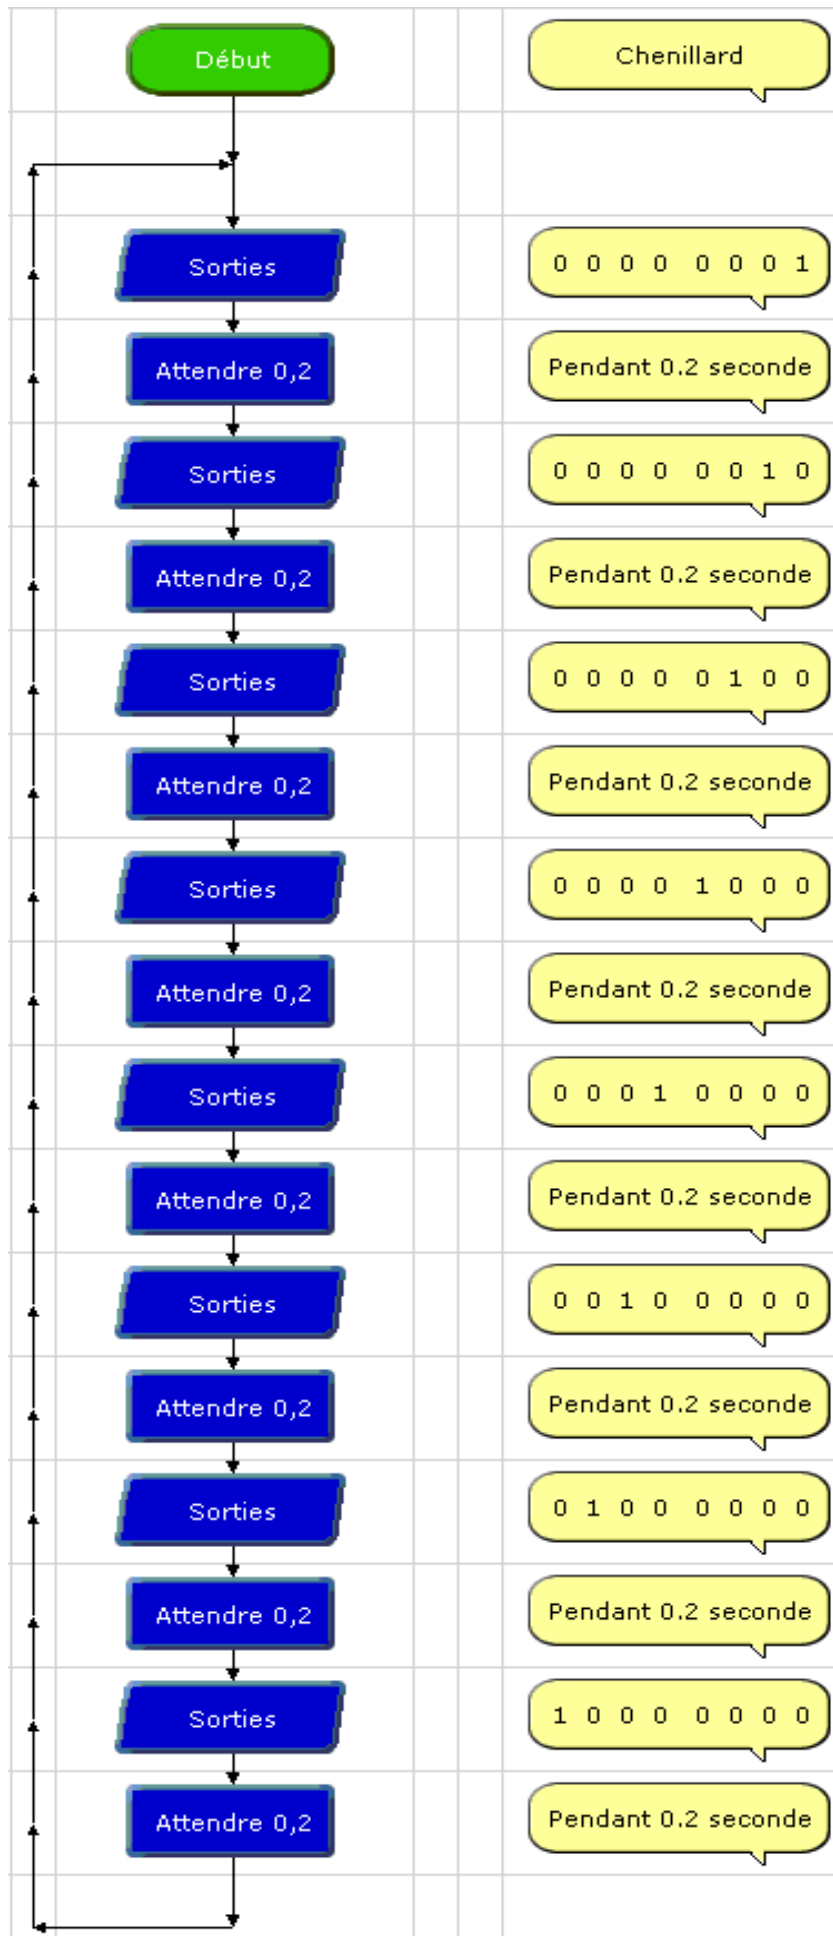 Début
Chenillard
Sorties
0 0 0 0 0 0 0 1
Attendre 0,2
Pendant 0.2 seconde
Sorties
0 0 0 0 0 0 1 0
Attendre 0,2
Pendant 0.2 seconde
Sorties
0 0 0 0 0 1 0 0
Attendre 0,2
Pendant 0.2 seconde
Sorties
0 0 0 0 1 0 0 0
Attendre 0,2
Pendant 0.2 seconde
Sorties
0 0 0 1 0 0 0 0
Attendre 0,2
Pendant 0.2 seconde
Sorties
0 0 1 0 0 0 0 0
Attendre 0,2
Pendant 0.2 seconde
Sorties
0 1 0 0 0 0 0 0
Attendre 0,2
Pendant 0.2 seconde
Sorties
1 0 0 0 0 0 0 0
Attendre 0,2
Pendant 0.2 seconde